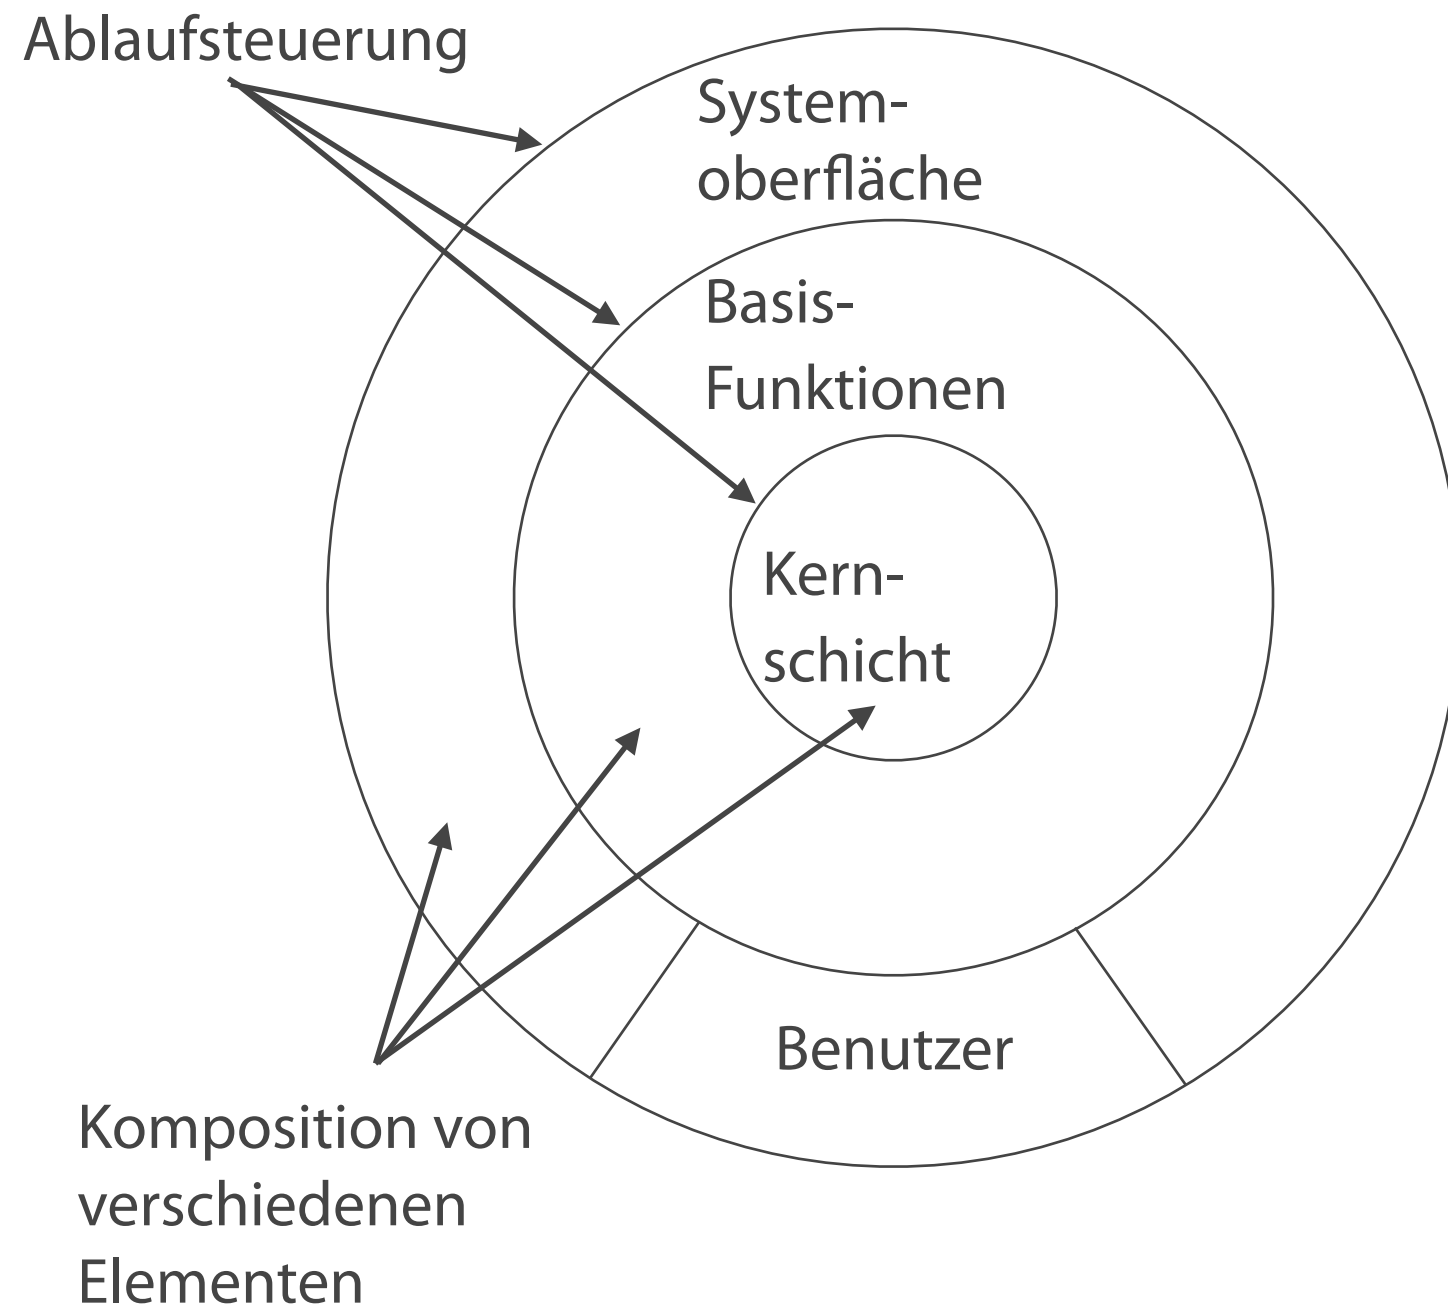 Ablaufsteuerung
System-
oberfläche
Basis-
Funktionen
Kern-
schicht
Benutzer
Komposition von
verschiedenen
Elementen